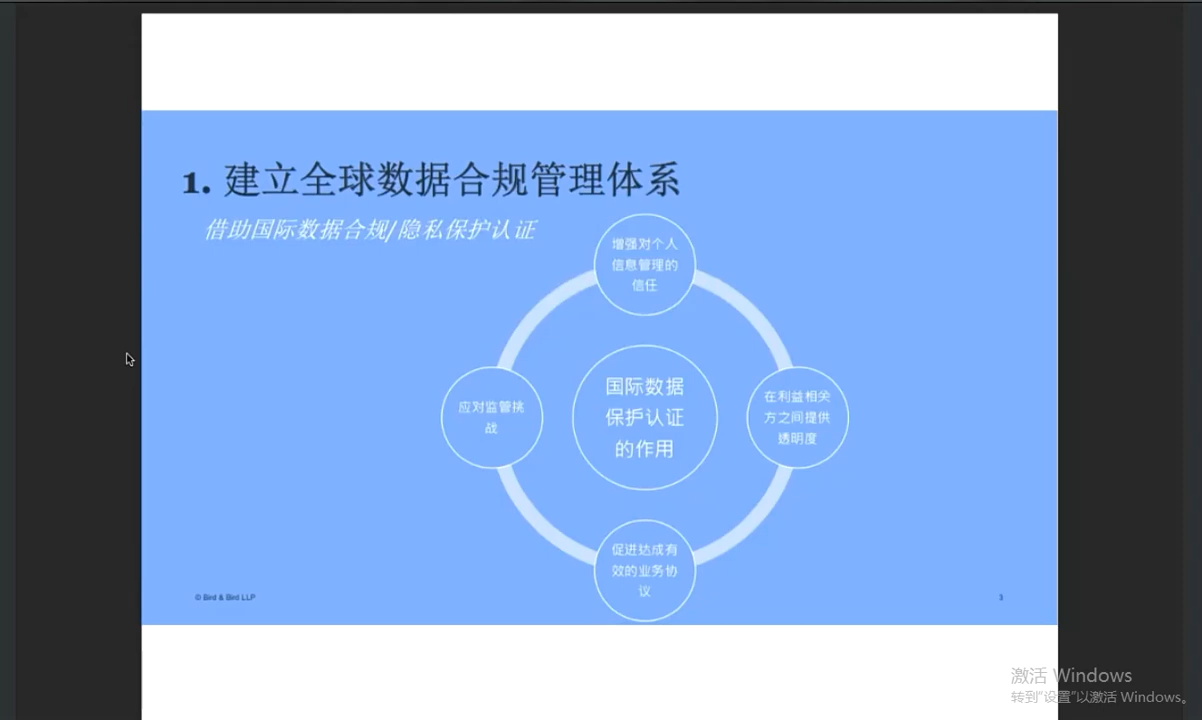 1. 建立全球数据合规管理体系
借助国际数据合规/隐私保护认证
增强对个人
信息管理的
信任
应对监管挑
战
国际数据
保护认证
的作用
在利益相关
方之间提供
透明度
促进达成有
效的业务协
议
© Bird & Bird LLP
3
激活 Windows
转到"设置"以激活 Windows。